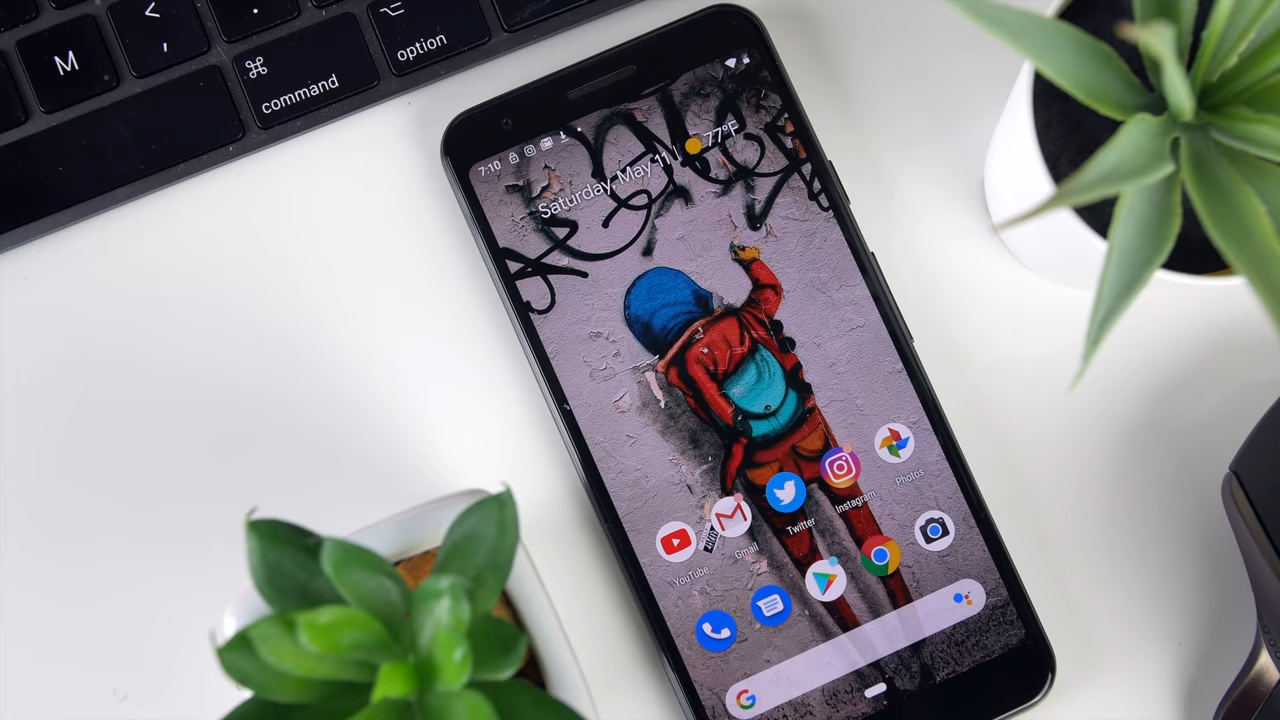 M
<
,
.
⌘
command
⌥
option
7:10
Saturday, May 11 | 77°F
YouTube
Gmail
Twitter
Instagram
Photos
G